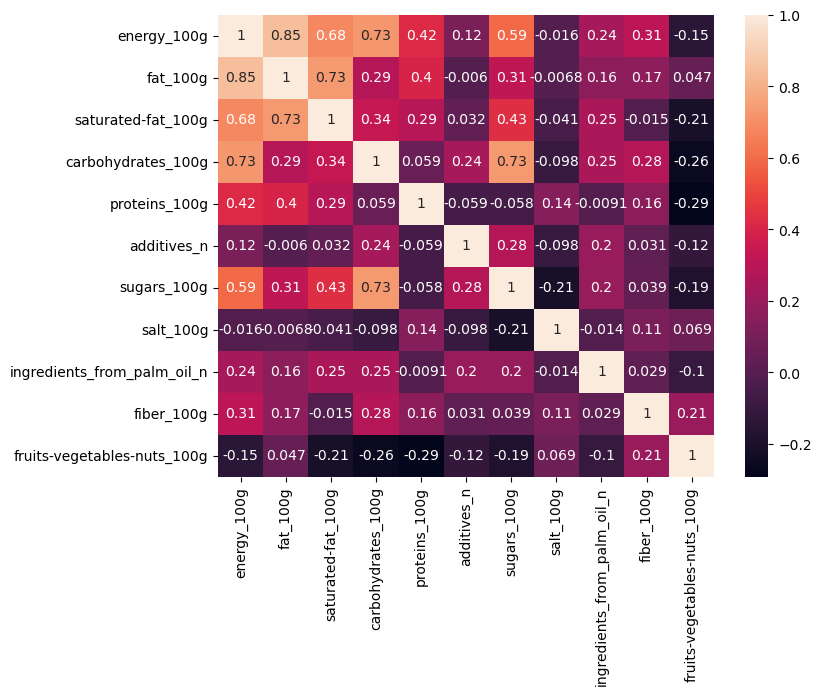 energy_100g 1 0.85 0.68 0.73 0.42 0.12 0.59 -0.016 0.24 0.31 -0.15
fat_100g 0.85 1 0.73 0.29 0.4 -0.006 0.31 -0.0068 0.16 0.17 0.047
saturated-fat_100g 0.68 0.73 1 0.34 0.29 0.032 0.43 -0.041 0.25 -0.015 -0.21
carbohydrates_100g 0.73 0.29 0.34 1 0.059 0.24 0.73 -0.098 0.25 0.28 -0.26
proteins_100g 0.42 0.4 0.29 0.059 1 -0.059 -0.058 0.14 -0.0091 0.16 -0.29
additives_n 0.12 -0.006 0.032 0.24 -0.059 1 0.28 -0.098 0.2 0.031 -0.12
sugars_100g 0.59 0.31 0.43 0.73 -0.058 0.28 1 -0.21 0.2 0.039 -0.19
salt_100g -0.016 -0.0068 -0.041 -0.098 0.14 -0.098 -0.21 1 -0.014 0.11 0.069
ingredients_from_palm_oil_n 0.24 0.16 0.25 0.25 -0.0091 0.2 0.2 -0.014 1 0.029 -0.1
fiber_100g 0.31 0.17 -0.015 0.28 0.16 0.031 0.039 0.11 0.029 1 0.21
fruits-vegetables-nuts_100g -0.15 0.047 -0.21 -0.26 -0.29 -0.12 -0.19 0.069 -0.1 0.21 1
energy_100g
fat_100g
saturated-fat_100g
carbohydrates_100g
proteins_100g
additives_n
sugars_100g
salt_100g
ingredients_from_palm_oil_n
fiber_100g
fruits-vegetables-nuts_100g
1.0
0.8
0.6
0.4
0.2
0.0
−0.2